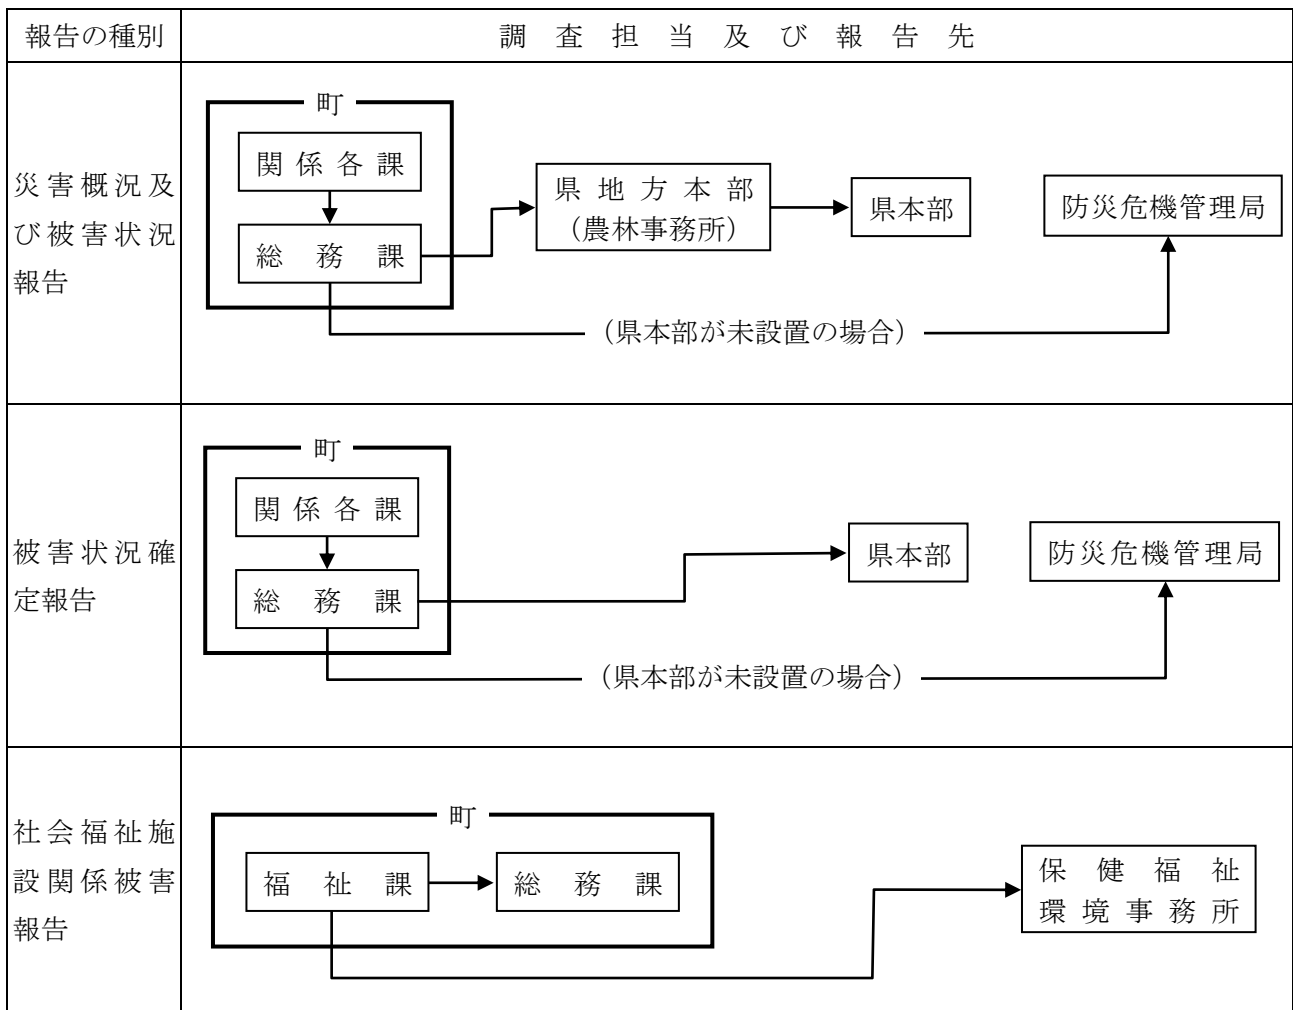 報告の種別
調査担当及び報告先
災害概況及
び被害状況
報告
町
関係各課
総務課
県地方本部
（農林事務所）
県本部
防災危機管理局
（県本部が未設置の場合）
被害状況確
定報告
町
関係各課
総務課
県本部
防災危機管理局
（県本部が未設置の場合）
社会福祉施
設関係被害
報告
町
福祉課
総務課
保健福祉
環境事務所